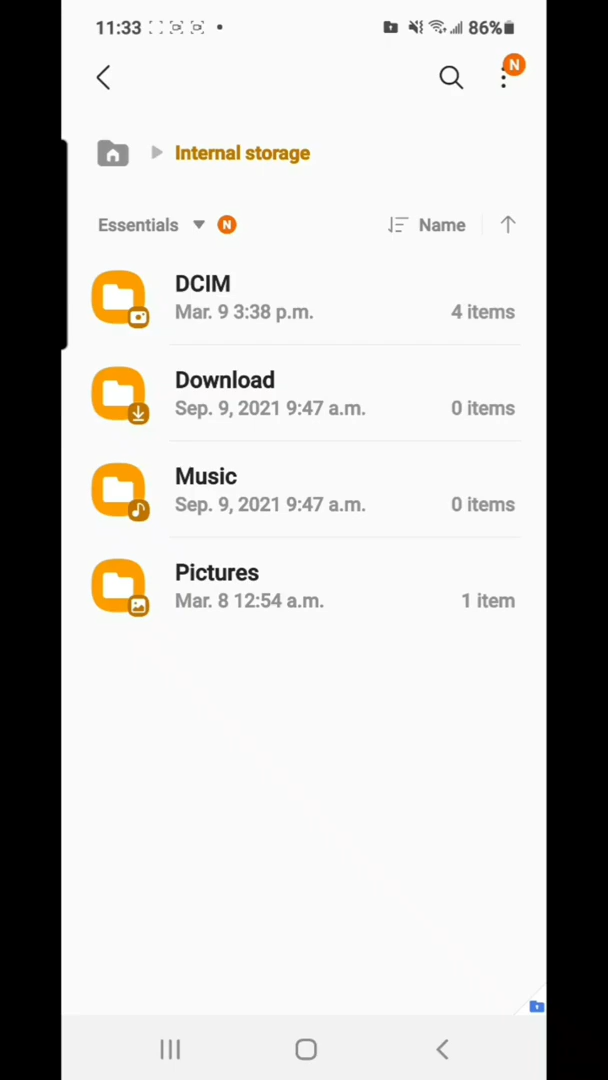 11:33 86%
N
Internal storage
Essentials N Name
DCIM
Mar. 9 3:38 p.m. 4 items
Download
Sep. 9, 2021 9:47 a.m. 0 items
Music
Sep. 9, 2021 9:47 a.m. 0 items
Pictures
Mar. 8 12:54 a.m. 1 item